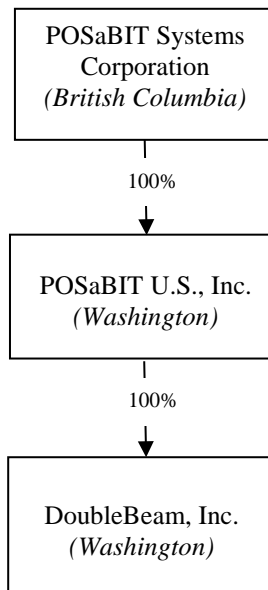 POSaBIT Systems
Corporation
(British Columbia)
100%
POSaBIT U.S., Inc.
(Washington)
100%
DoubleBeam, Inc.
(Washington)